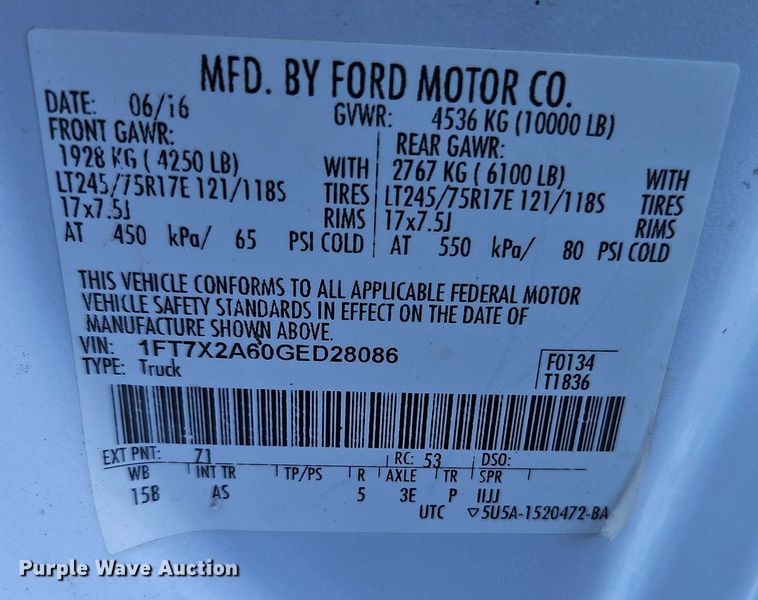 MFD. BY FORD MOTOR CO.
DATE: 06/16 GVWR: 4536 KG (10000 LB)
FRONT GAWR: REAR GAWR:
1928 KG ( 4250 LB) WITH 2767 KG ( 6100 LB) WITH
LT245/75R17E 121/118S TIRES LT245/75R17E 121/118S TIRES
17x7.5J RIMS 17x7.5J RIMS
AT 450 kPa/ 65 PSI COLD AT 550 kPa/ 80 PSI COLD
THIS VEHICLE CONFORMS TO ALL APPLICABLE FEDERAL MOTOR
VEHICLE SAFETY STANDARDS IN EFFECT ON THE DATE OF
MANUFACTURE SHOWN ABOVE.
VIN: 1FT7X2A60GED28086 F0134
TYPE: Truck T1836
EXT PNT: Z1 RC: 53 DSO:
WB INT TR TP/PS R AXLE TR SPR
158 AS 5 3E P IIJJ
UTC ▽5U5A-1520472-BA
Purple Wave Auction